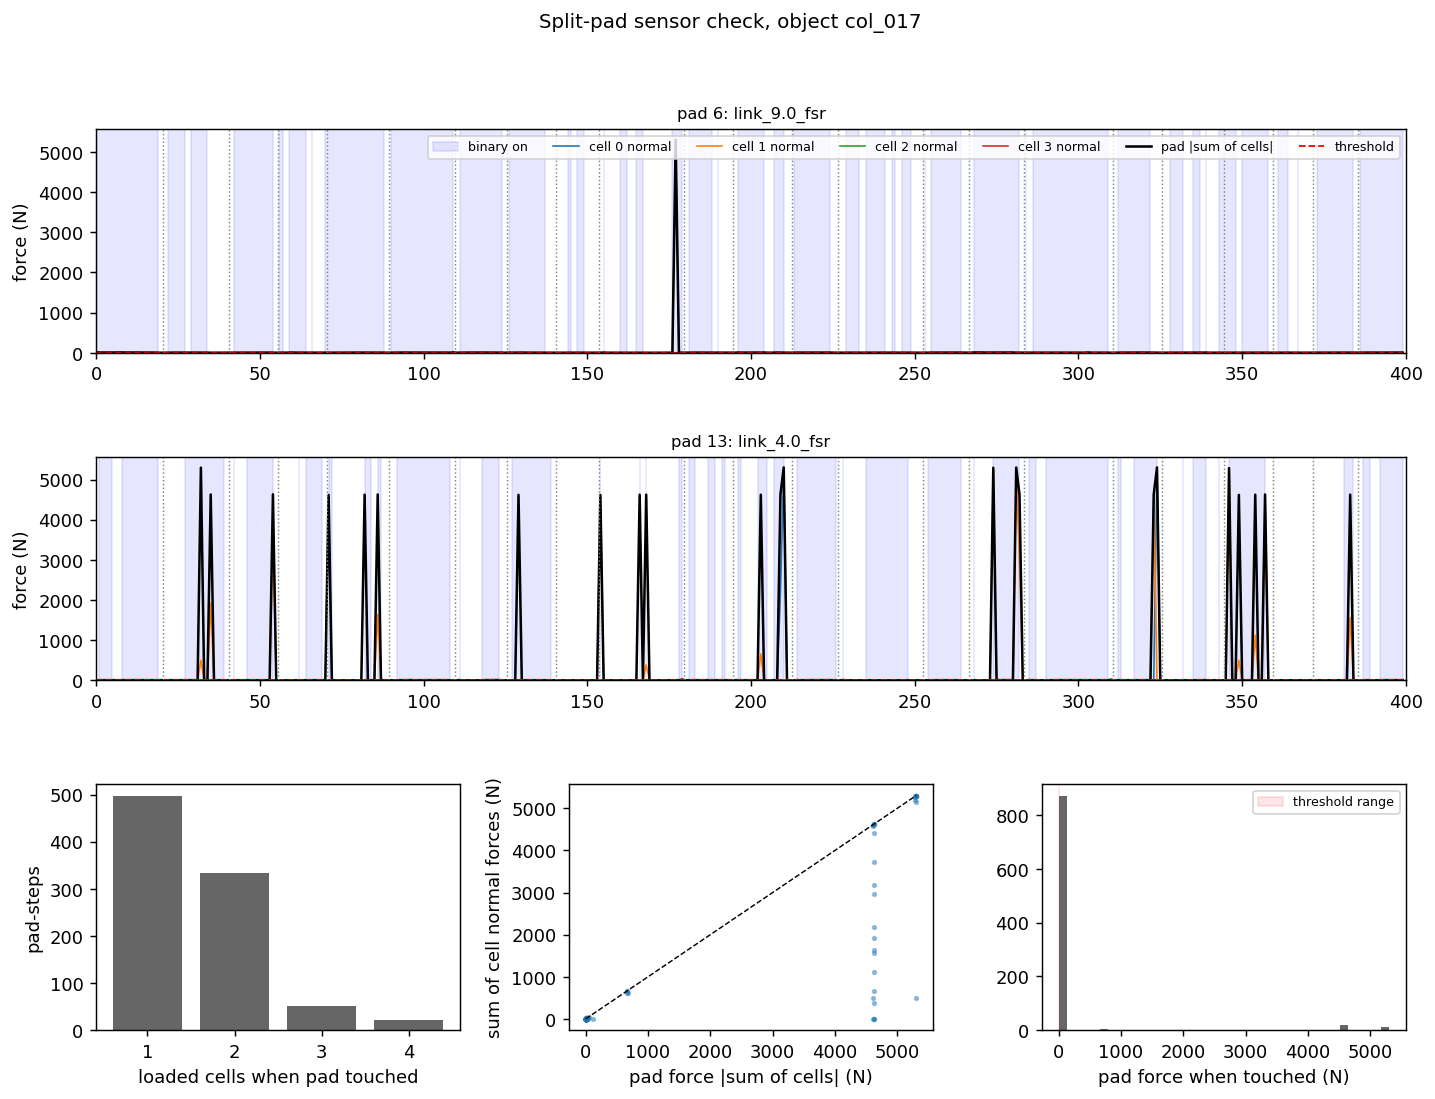 Split-pad sensor check, object col_017
pad 6: link_9.0_fsr
binary on
cell 0 normal
cell 1 normal
cell 2 normal
cell 3 normal
pad |sum of cells|
threshold
force (N)
5000
4000
3000
2000
1000
0
0 50 100 150 200 250 300 350 400
pad 13: link_4.0_fsr
force (N)
5000
4000
3000
2000
1000
0
0 50 100 150 200 250 300 350 400
pad-steps
500
400
300
200
100
0
1 2 3 4
loaded cells when pad touched
sum of cell normal forces (N)
5000
4000
3000
2000
1000
0
0 1000 2000 3000 4000 5000
pad force |sum of cells| (N)
threshold range
800
600
400
200
0
0 1000 2000 3000 4000 5000
pad force when touched (N)